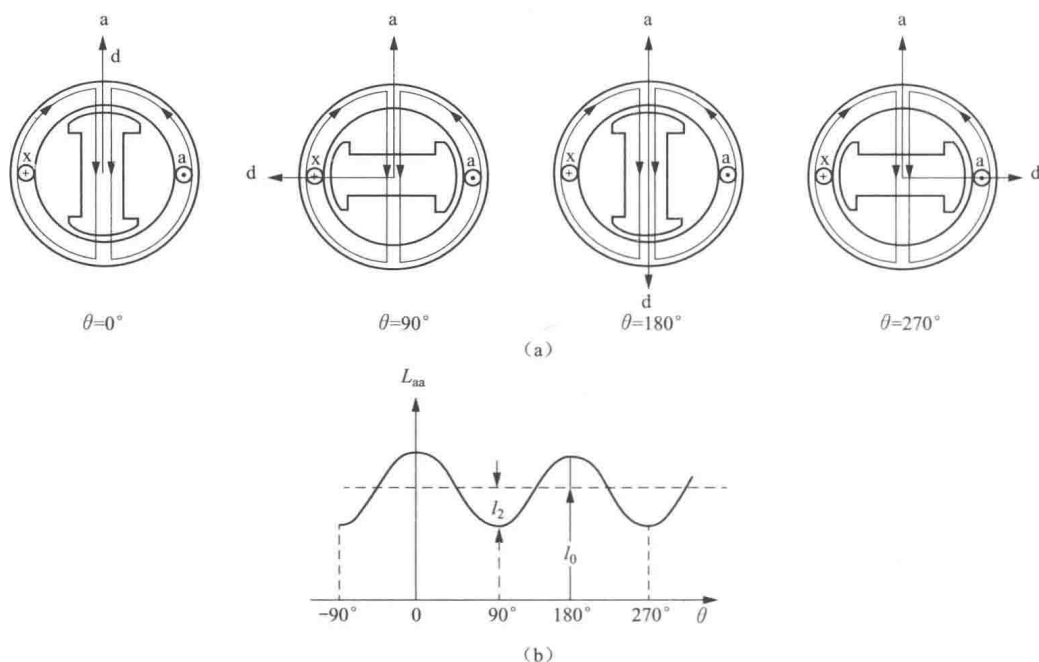 a a a a
d
x a x a x a x a
d d
d
θ=0° θ=90° θ=180° θ=270°
(a)
L_aa
l_2
l_0
−90° 0 90° 180° 270° θ
(b)